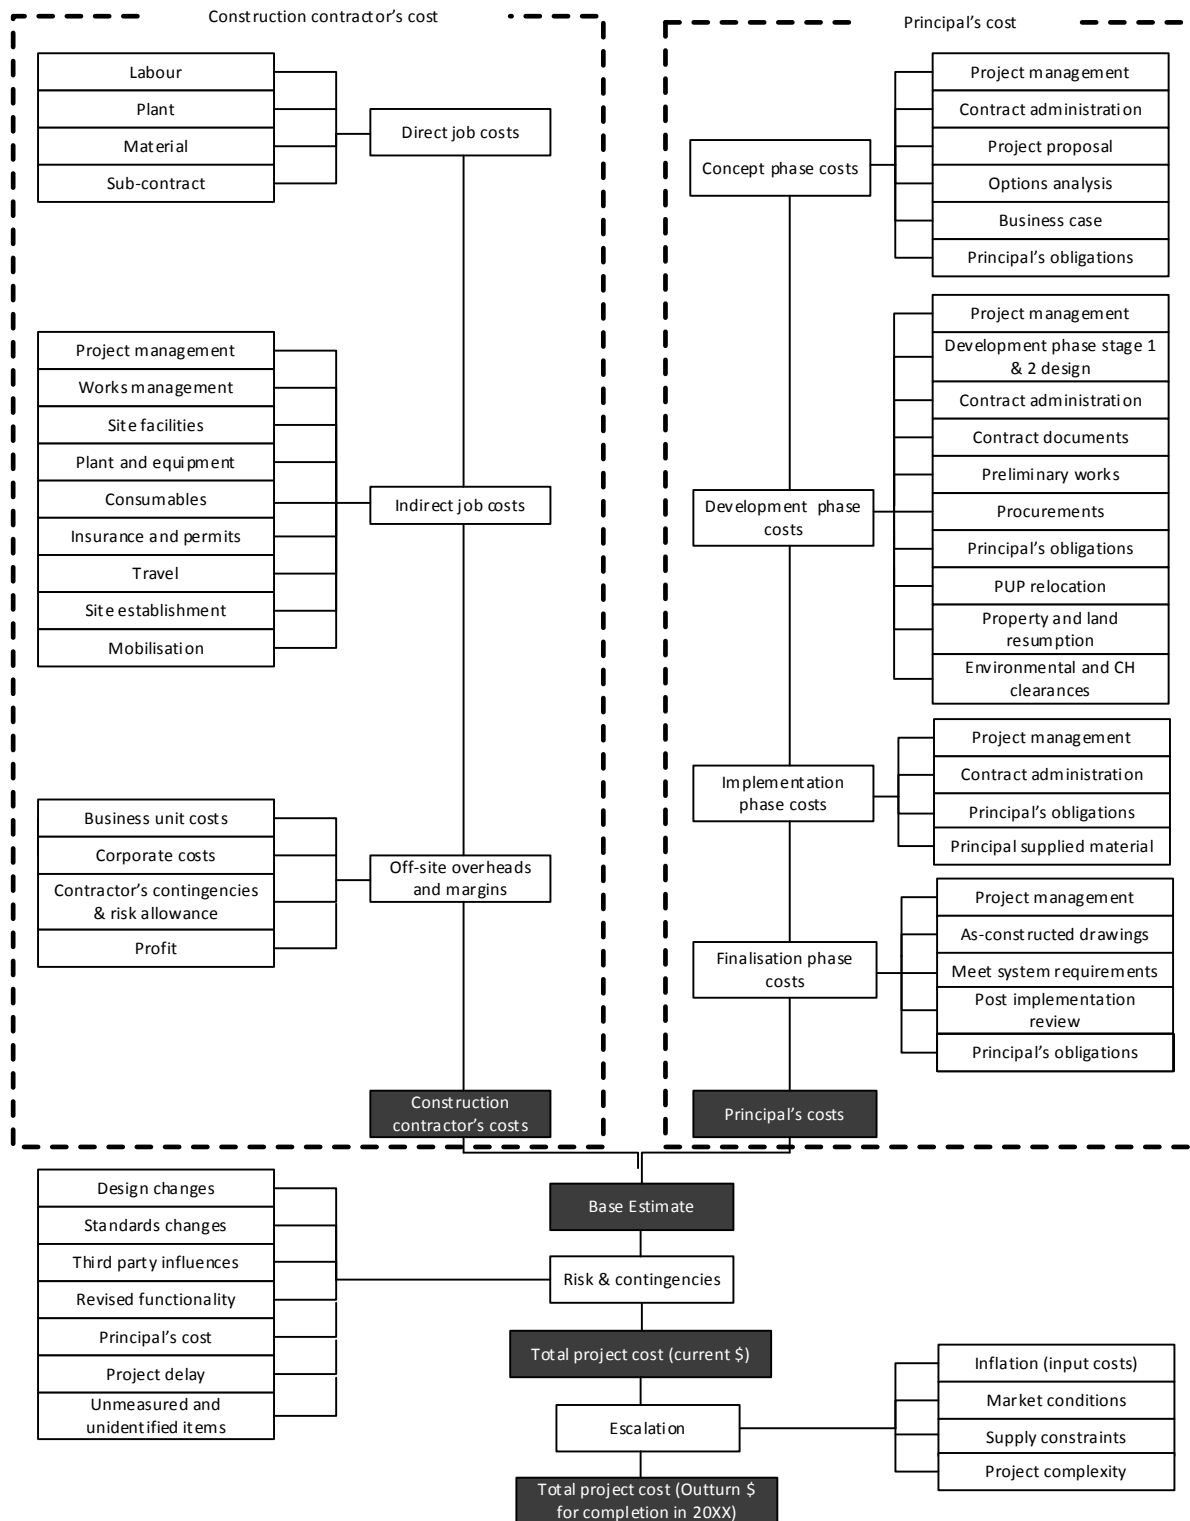 Construction contractor's cost
Labour
Plant
Material
Sub-contract
Direct job costs
Project management
Works management
Site facilities
Plant and equipment
Consumables
Insurance and permits
Travel
Site establishment
Mobilisation
Indirect job costs
Business unit costs
Corporate costs
Contractor's contingencies
& risk allowance
Profit
Off-site overheads
and margins
Construction
contractor's costs
Principal's cost
Concept phase costs
Project management
Contract administration
Project proposal
Options analysis
Business case
Principal's obligations
Development phase
costs
Project management
Development phase stage 1
& 2 design
Contract administration
Contract documents
Preliminary works
Procurements
Principal's obligations
PUP relocation
Property and land
resumption
Environmental and CH
clearances
Implementation
phase costs
Project management
Contract administration
Principal's obligations
Principal supplied material
Finalisation phase
costs
Project management
As-constructed drawings
Meet system requirements
Post implementation
review
Principal's obligations
Principal's costs
Base Estimate
Design changes
Standards changes
Third party influences
Revised functionality
Principal's cost
Project delay
Unmeasured and
unidentified items
Risk & contingencies
Total project cost (current $)
Escalation
Inflation (input costs)
Market conditions
Supply constraints
Project complexity
Total project cost (Outturn $
for completion in 20XX)